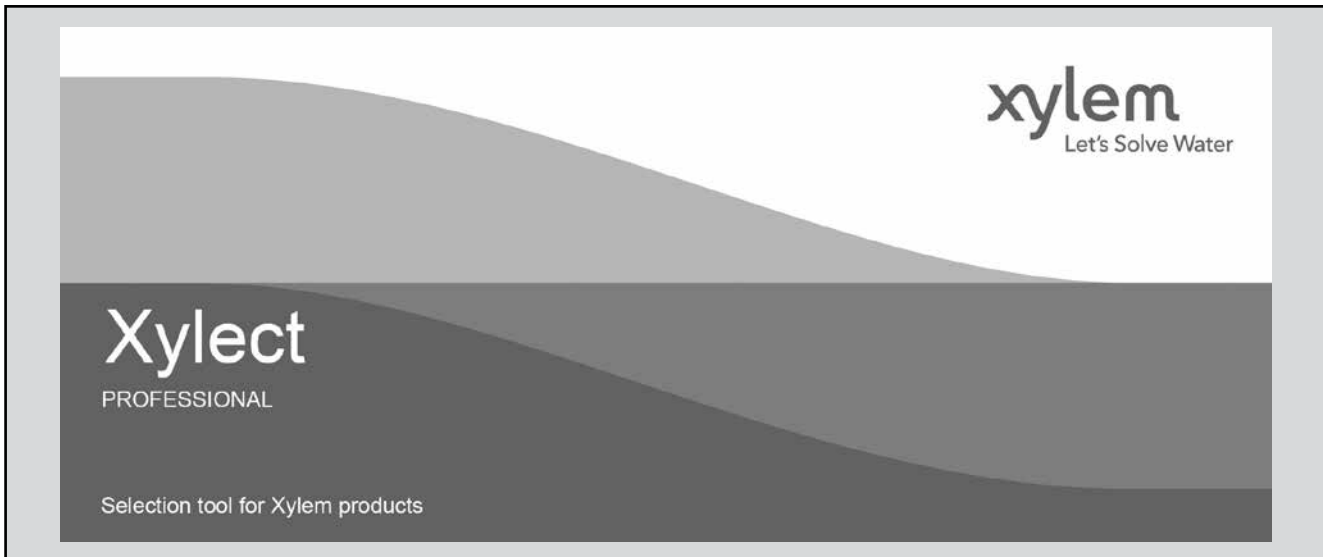 xylem
Let's Solve Water
Xylect
PROFESSIONAL
Selection tool for Xylem products